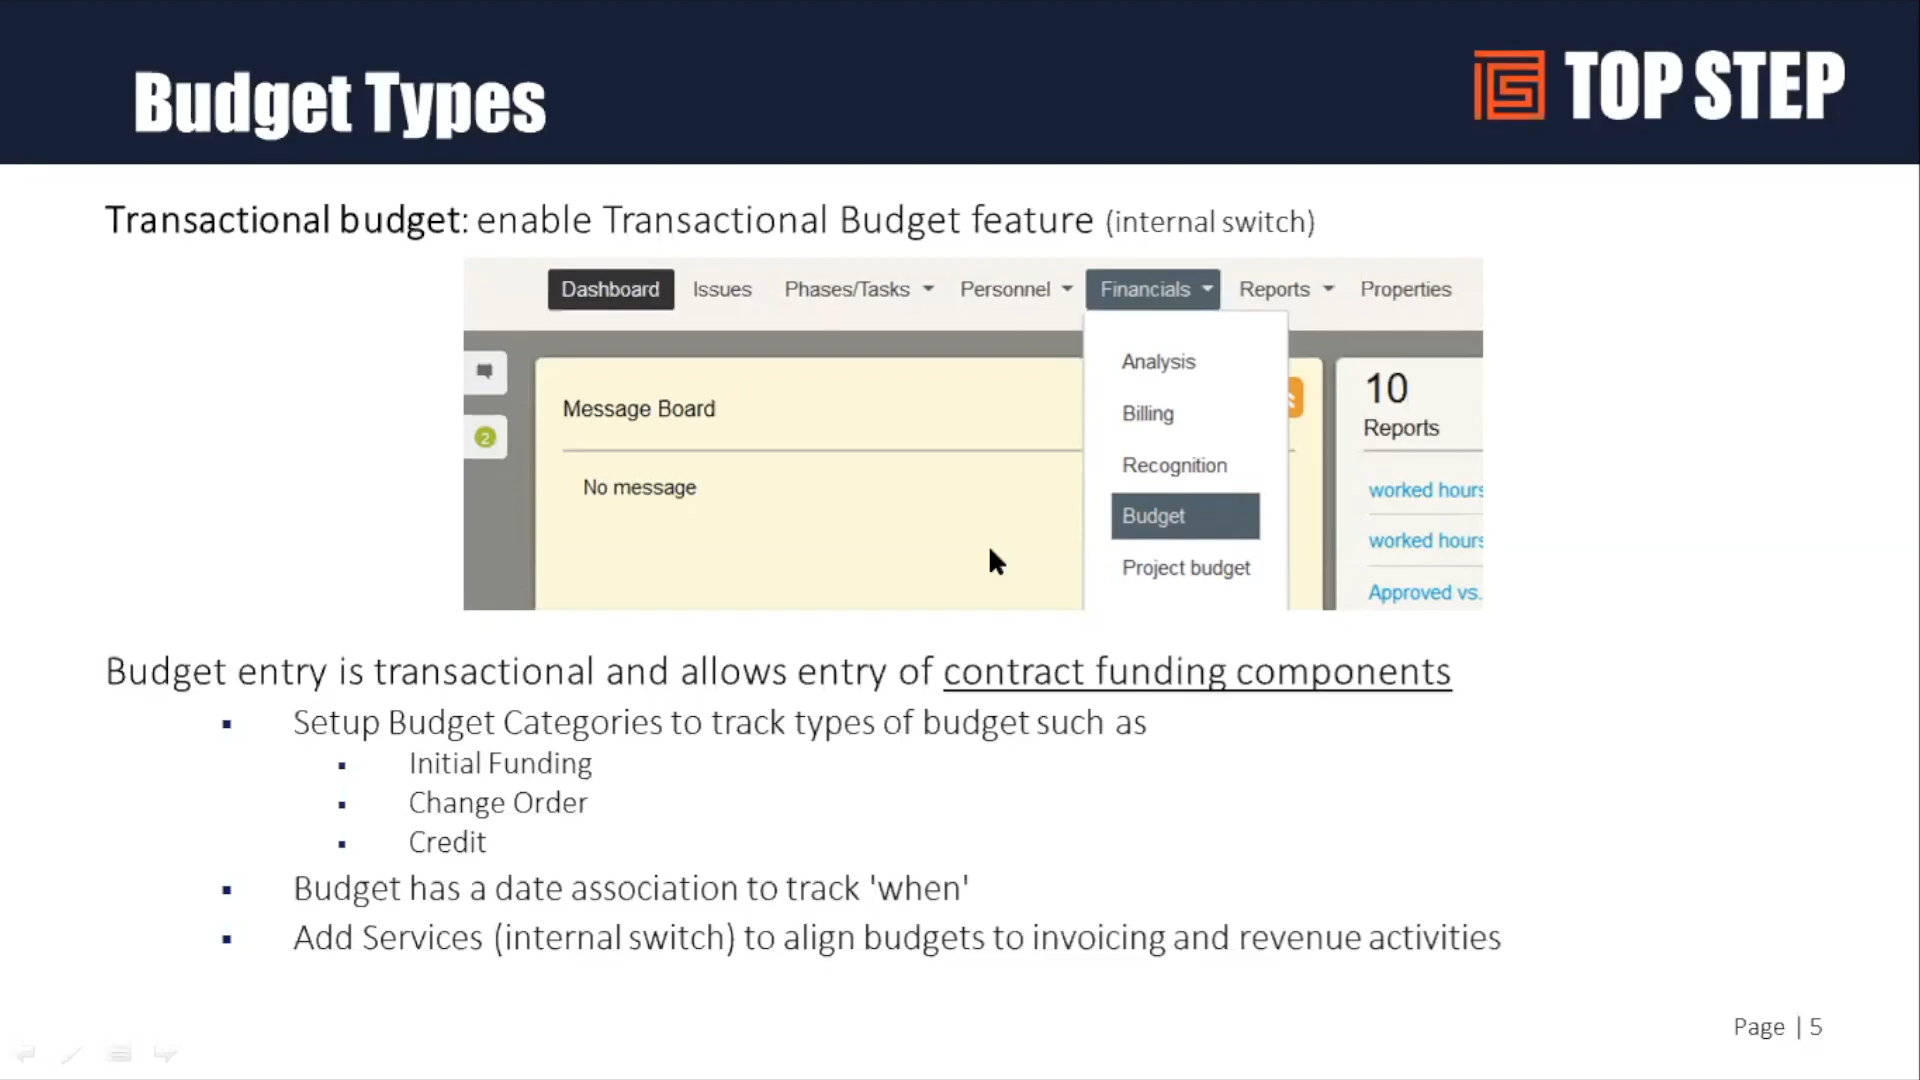 Budget Types
TOP STEP
Transactional budget: enable Transactional Budget feature (internal switch)
Dashboard Issues Phases/Tasks Personnel Financials Reports Properties
Analysis
Billing
Recognition
Budget
Project budget
Message Board
No message
2
10
Reports
worked hours
worked hours
Approved vs.
Budget entry is transactional and allows entry of contract funding components
▪ Setup Budget Categories to track types of budget such as
▪ Initial Funding
▪ Change Order
▪ Credit
▪ Budget has a date association to track 'when'
▪ Add Services (internal switch) to align budgets to invoicing and revenue activities
Page | 5